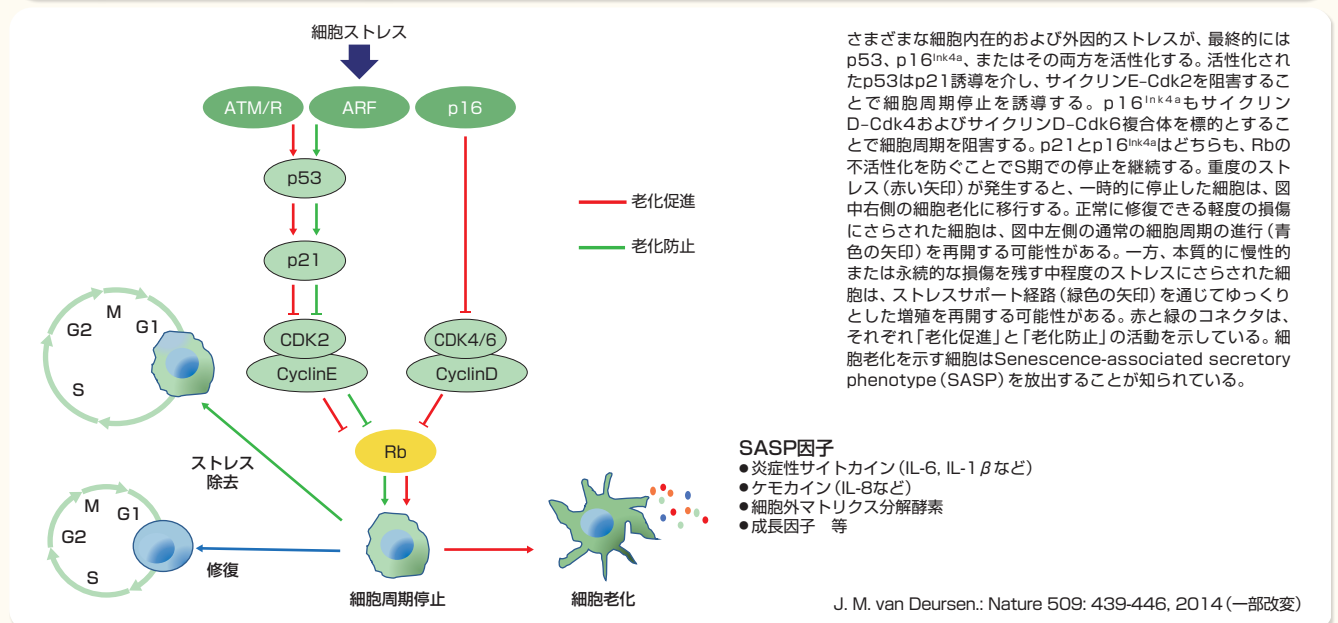 細胞ストレス
ATM/R
ARF
p16
p53
p21
CDK2
CyclinE
CDK4/6
CyclinD
Rb
老化促進
老化防止
G2
M
G1
S
ストレス
除去
M
G1
G2
S
修復
細胞周期停止
細胞老化
さまざまな細胞内在的および外因的ストレスが、最終的には
p53、p16Ink4a、またはその両方を活性化する。活性化され
たp53はp21誘導を介し、サイクリンE–Cdk2を阻害するこ
とで細胞周期停止を誘導する。p16Ink4aもサイクリン
D–Cdk4およびサイクリンD–Cdk6複合体を標的とするこ
とで細胞周期を阻害する。p21とp16Ink4aはどちらも、Rbの
不活性化を防ぐことでS期での停止を継続する。重度のスト
レス（赤い矢印）が発生すると、一時的に停止した細胞は、図
中右側の細胞老化に移行する。正常に修復できる軽度の損傷
にさらされた細胞は、図中左側の通常の細胞周期の進行（青
色の矢印）を再開する可能性がある。一方、本質的に慢性的
または永続的な損傷を残す中程度のストレスにさらされた細
胞は、ストレスサポート経路（緑色の矢印）を通じてゆっくり
とした増殖を再開する可能性がある。赤と緑のコネクタは、
それぞれ「老化促進」と「老化防止」の活動を示している。細
胞老化を示す細胞はSenescence-associated secretory
phenotype（SASP）を放出することが知られている。
SASP因子
●炎症性サイトカイン（IL-6, IL-1βなど）
●ケモカイン（IL-8など）
●細胞外マトリクス分解酵素
●成長因子　等
J. M. van Deursen.: Nature 509: 439-446, 2014（一部改変）